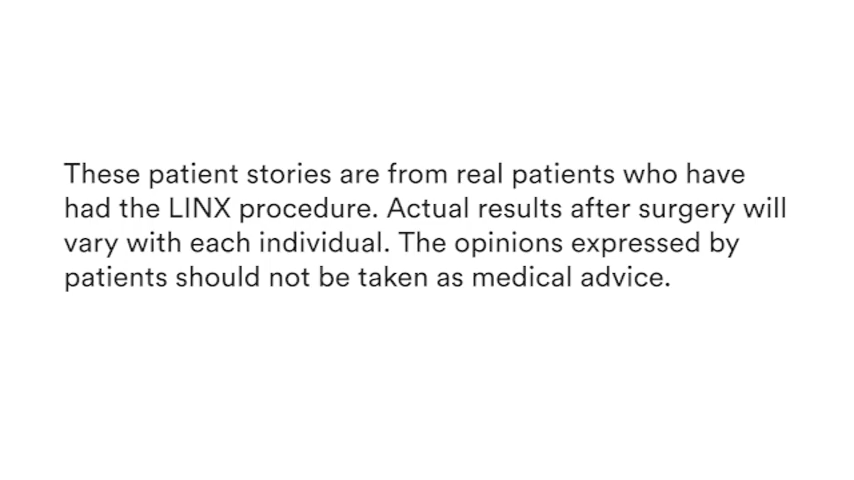 These patient stories are from real patients who have
had the LINX procedure. Actual results after surgery will
vary with each individual. The opinions expressed by
patients should not be taken as medical advice.